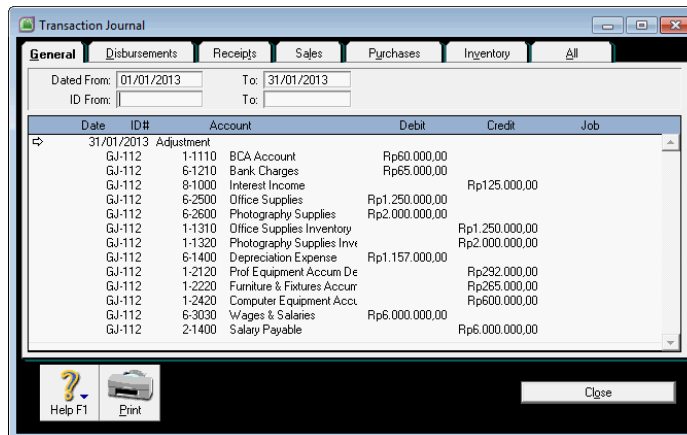 Transaction Journal
General Disbursements Receipts Sales Purchases Inventory All
Dated From: 01/01/2013 To: 31/01/2013
ID From: To:
Date ID# Account Debit Credit Job
31/01/2013 Adjustment
GJ-112 1-1110 BCA Account Rp60.000,00
GJ-112 6-1210 Bank Charges Rp65.000,00
GJ-112 8-1000 Interest Income Rp125.000,00
GJ-112 6-2500 Office Supplies Rp1.250.000,00
GJ-112 6-2600 Photography Supplies Rp2.000.000,00
GJ-112 1-1310 Office Supplies Inventory Rp1.250.000,00
GJ-112 1-1320 Photography Supplies Inve Rp2.000.000,00
GJ-112 6-1400 Depreciation Expense Rp1.157.000,00
GJ-112 1-2120 Prof Equipment Accum De Rp292.000,00
GJ-112 1-2220 Furniture & Fixtures Accum Rp265.000,00
GJ-112 1-2420 Computer Equipment Accu Rp600.000,00
GJ-112 6-3030 Wages & Salaries Rp6.000.000,00
GJ-112 2-1400 Salary Payable Rp6.000.000,00
Help F1 Print Close